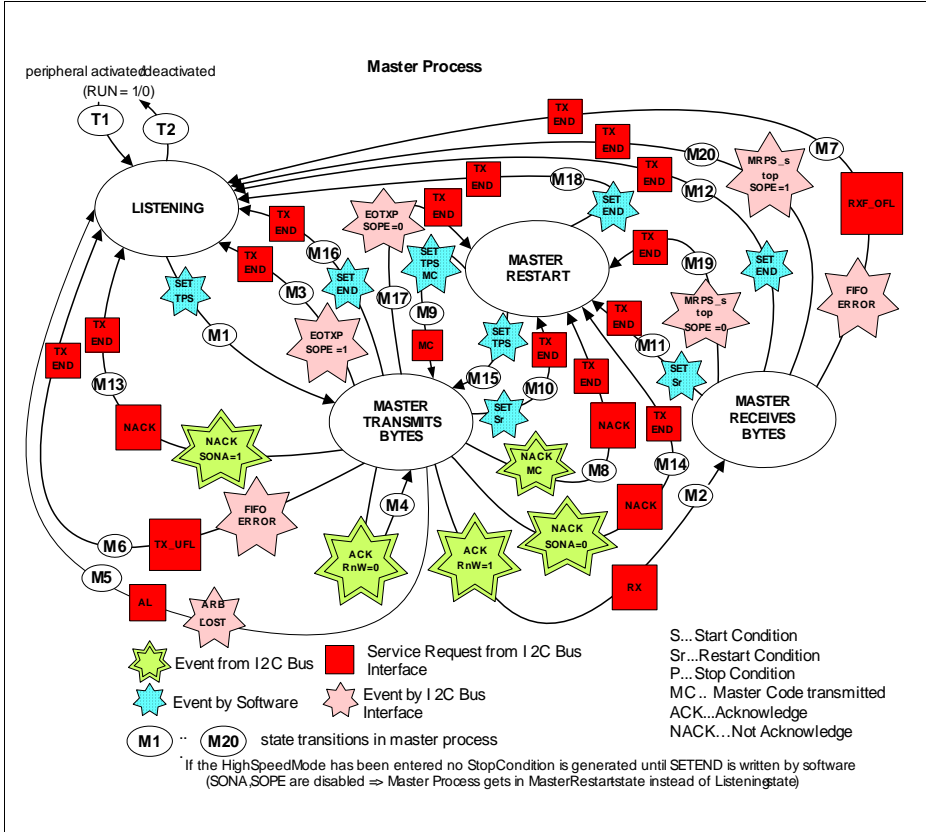 Master Process
peripheral activated/deactivated
(RUN = 1/0)
T1
T2
LISTENING
TX
END
M7
TX
END
M20
MRPS_s
top
SOPE=1
TX
END
M12
M18
SET
END
RXF_OFL
TX
END
M16
EOTXP
SOPE=0
TX
END
SET
TPS
MC
MASTER
RESTART
TX
END
M19
SET
END
TX
END
M3
SET
END
M17
M9
SET
TPS
M1
EOTXP
SOPE=1
MC
SET
TPS
TX
END
TX
END
M11
MRPS_s
top
SOPE=0
FIFO
ERROR
TX
END
TX
END
M13
M15
M10
TX
END
SET
Sr
MASTER
TRANSMITS
BYTES
SET
Sr
NACK
TX
END
MASTER
RECEIVES
BYTES
NACK
NACK
SONA=1
NACK
MC
M8
M14
M4
M2
FIFO
ERROR
NACK
SONA=0
NACK
M6
TX_UFL
ACK
RnW=0
ACK
RnW=1
M5
AL
ARB
LOST
RX
Event from I2C Bus
Service Request from I2C Bus
Interface
Event by Software
Event by I2C Bus
Interface
M1 .. M20 state transitions in master process
S...Start Condition
Sr...Restart Condition
P...Stop Condition
MC.. Master Code transmitted
ACK...Acknowledge
NACK...Not Acknowledge
If the HighSpeedMode has been entered no StopCondition is generated until SETEND is written by software
(SONA,SOPE are disabled => Master Process gets in MasterRestart-state instead of Listeningstate)